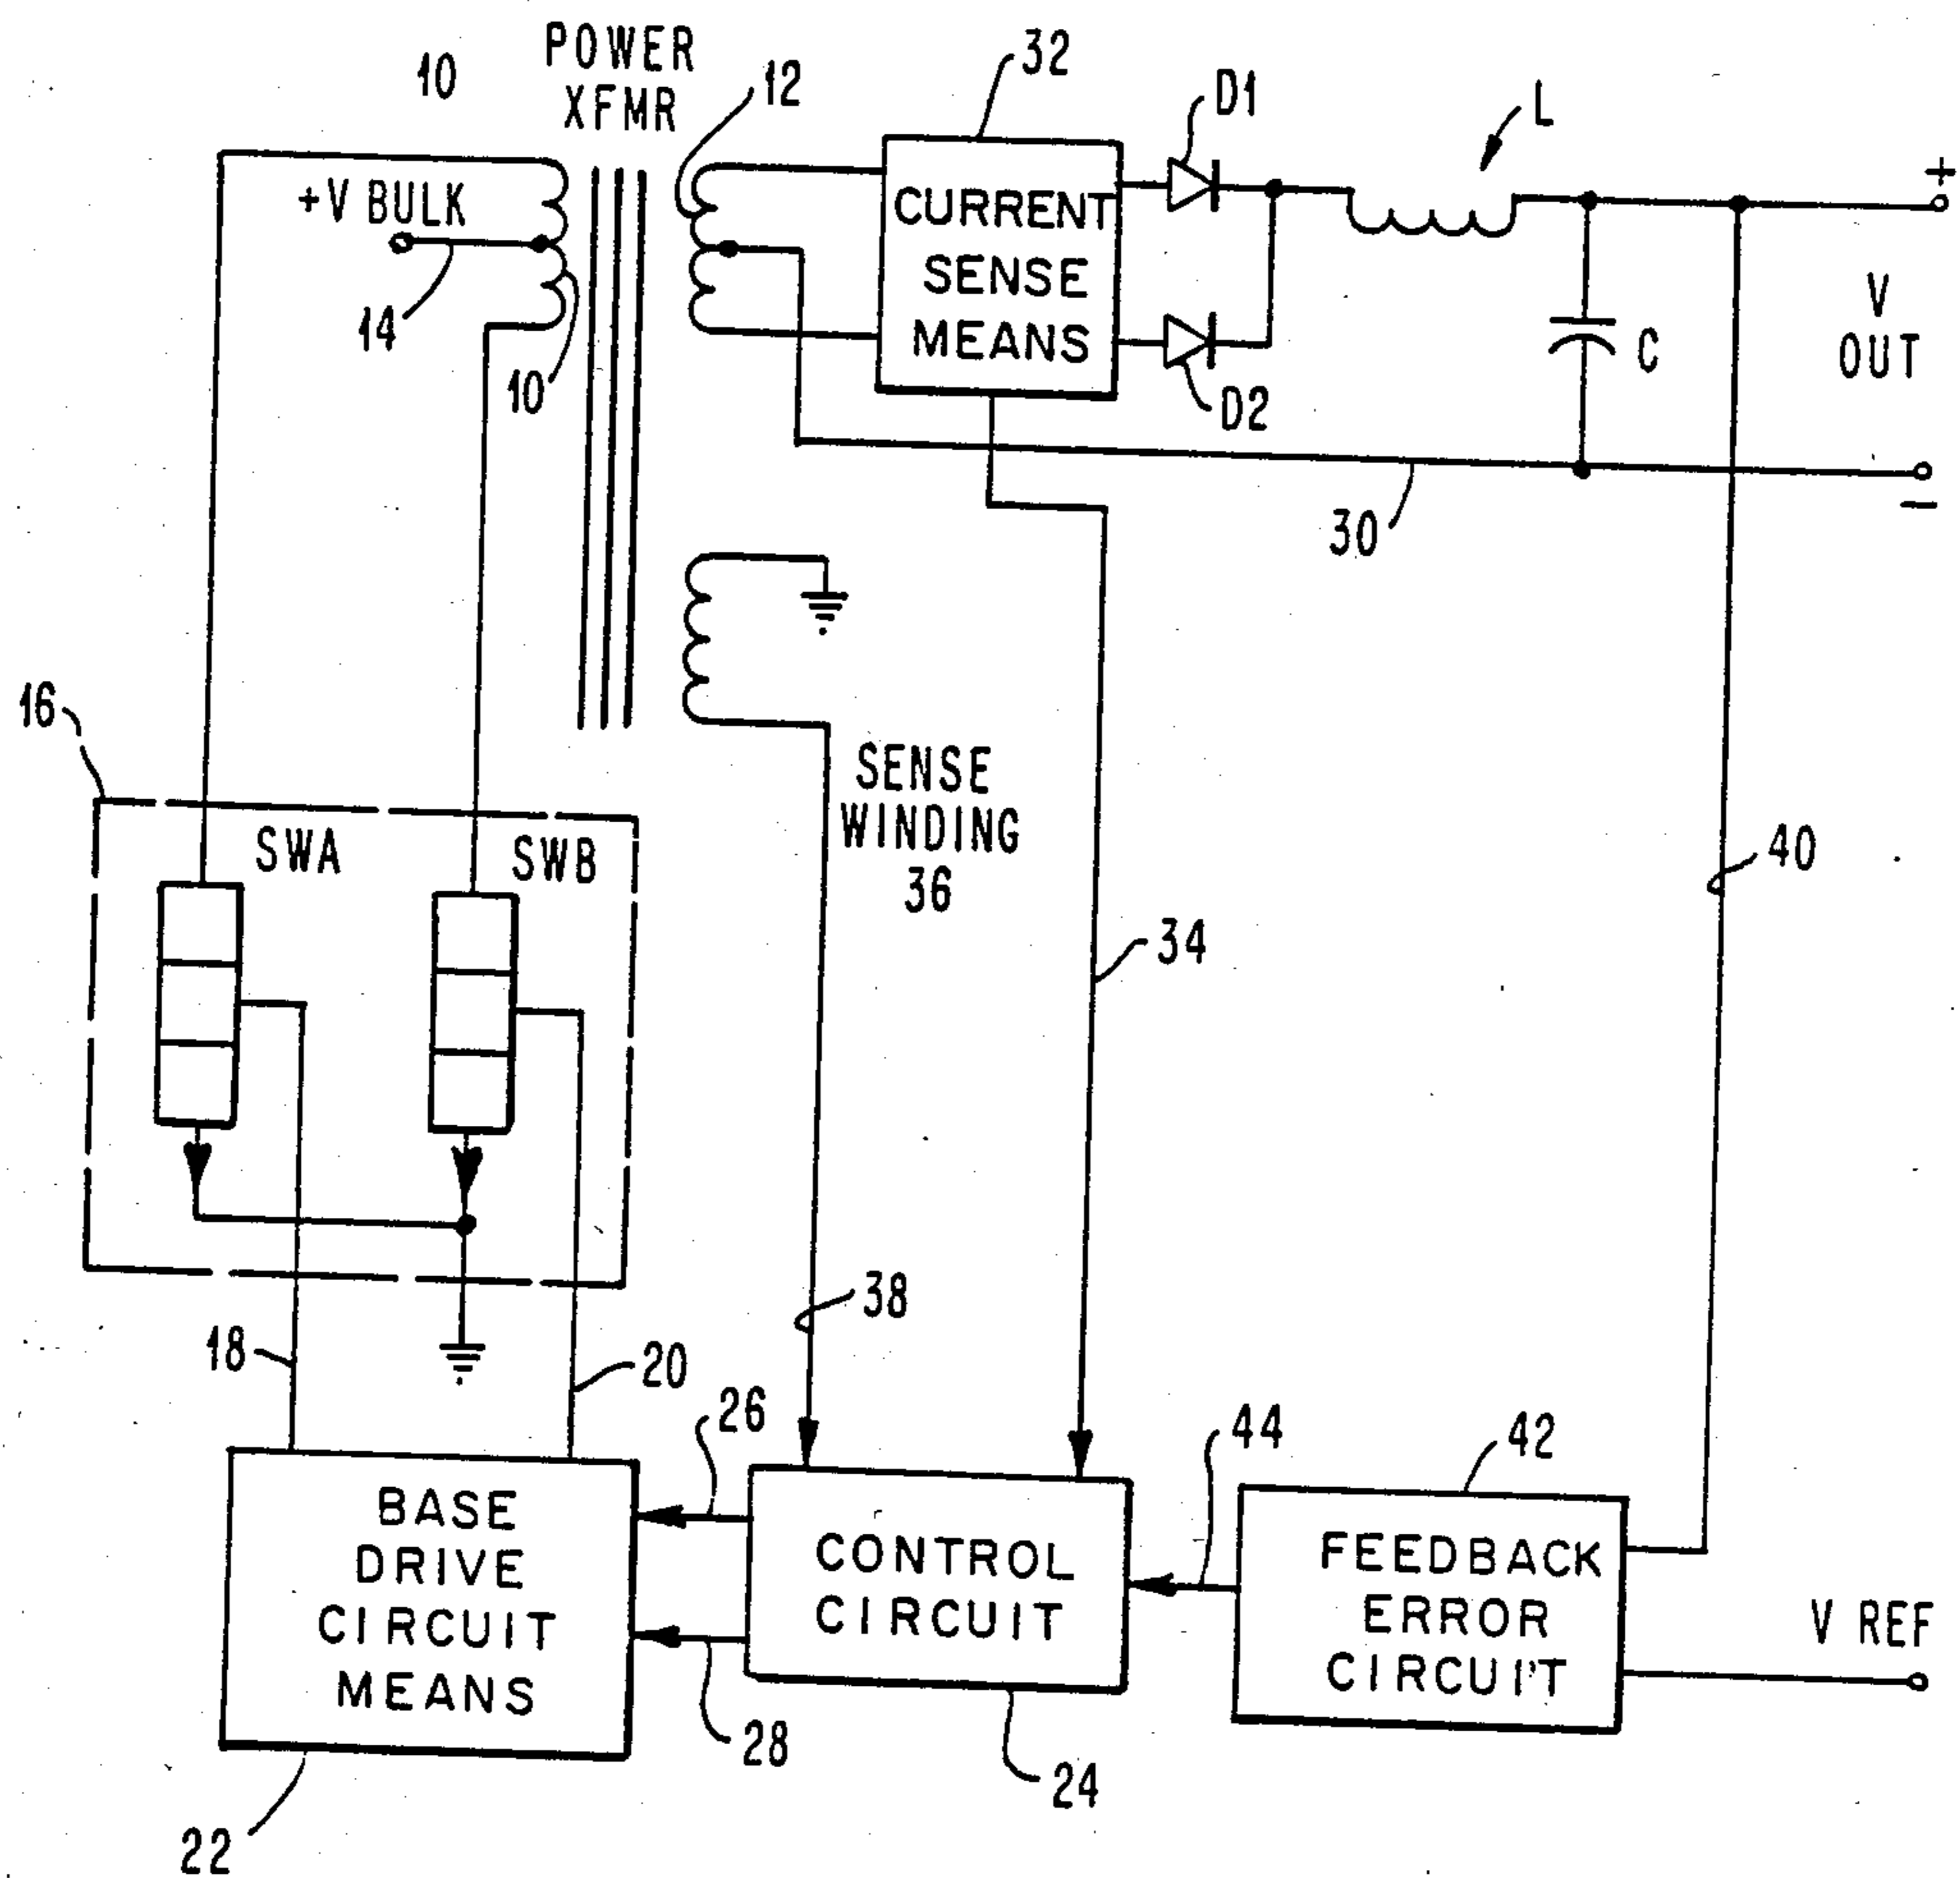 10
POWER
XFMR
12
32
D1
L
+
+V BULK
14
10
CURRENT
SENSE
MEANS
D2
C
V
OUT
30
−
16
SENSE
WINDING
36
SWA
SWB
40
34
38
18
20
26
44
42
BASE
DRIVE
CIRCUIT
MEANS
CONTROL
CIRCUIT
FEEDBACK
ERROR
CIRCUIT
V REF
28
24
22